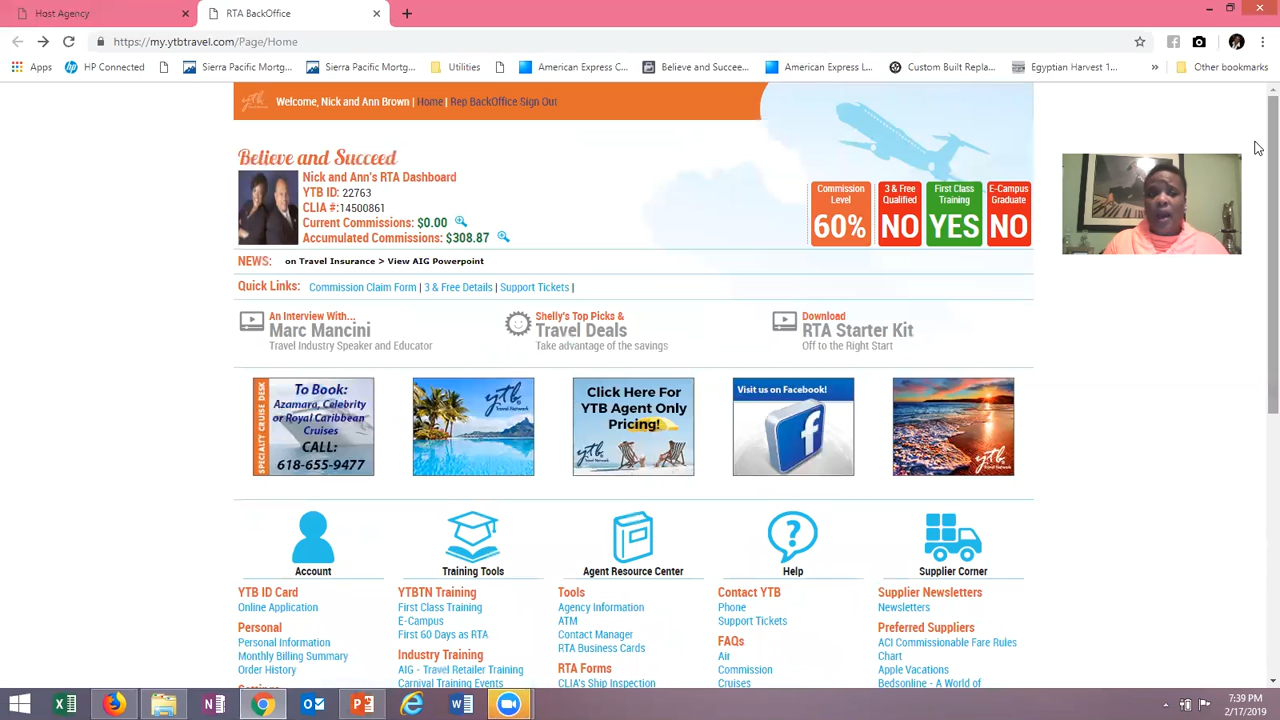 Host Agency
RTA BackOffice
https://my.ytbtravel.com/Page/Home
Apps
HP Connected
Sierra Pacific Mortg...
Sierra Pacific Mortg...
Utilities
American Express C...
Believe and Succee...
American Express L...
Custom Built Repla...
Egyptian Harvest 1...
»
Other bookmarks
ytb Welcome, Nick and Ann Brown | Home | Rep BackOffice Sign Out
Believe and Succeed
Nick and Ann's RTA Dashboard
YTB ID: 22763
CLIA #:14500861
Current Commissions: $0.00
Accumulated Commissions: $308.87
Commission Level 60%
3 & Free Qualified NO
First Class Training YES
E-Campus Graduate NO
NEWS: on Travel Insurance > View AIG Powerpoint
Quick Links: Commission Claim Form | 3 & Free Details | Support Tickets |
An Interview With...
Marc Mancini
Travel Industry Speaker and Educator
Shelly's Top Picks &
Travel Deals
Take advantage of the savings
Download
RTA Starter Kit
Off to the Right Start
SPECIALTY CRUISE DESK
To Book:
Azamara, Celebrity
or Royal Caribbean
Cruises
CALL:
618-655-9477
ytb
Travel Network
Click Here For
YTB Agent Only
Pricing!
ytb
Travel Network
Visit us on Facebook!
f
ytb
Travel Network
Account
YTB ID Card
Online Application
Personal
Personal Information
Monthly Billing Summary
Order History
Training Tools
YTBTN Training
First Class Training
E-Campus
First 60 Days as RTA
Industry Training
AIG - Travel Retailer Training
Carnival Training Events
Agent Resource Center
Tools
Agency Information
ATM
Contact Manager
RTA Business Cards
RTA Forms
CLIA's Ship Inspection
Help
Contact YTB
Phone
Support Tickets
FAQs
Air
Commission
Cruises
Supplier Corner
Supplier Newsletters
Newsletters
Preferred Suppliers
ACI Commissionable Fare Rules
Chart
Apple Vacations
Bedsonline - A World of
7:39 PM
2/17/2019